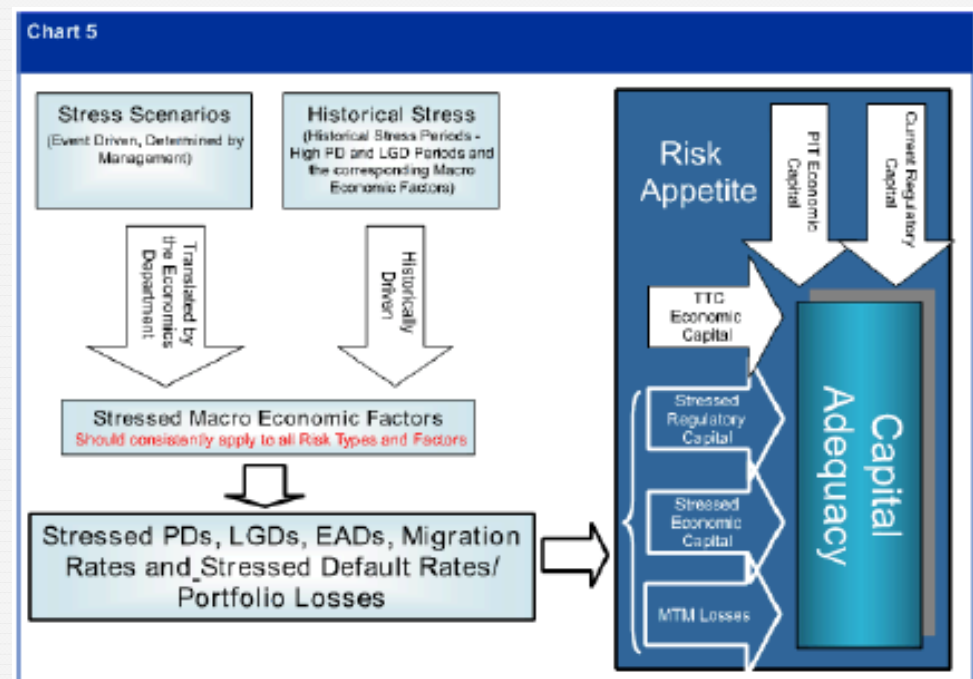 Chart 5
Stress Scenarios
(Event Driven, Determined by
Management)
Historical Stress
(Historical Stress Periods -
High PD and LGD Periods and
the corresponding Macro
Economic Factors)
Translated by
the Economics
Department
Historically
Driven
Stressed Macro Economic Factors
Should consistently apply to all Risk Types and Factors
Stressed PDs, LGDs, EADs, Migration
Rates and Stressed Default Rates/
Portfolio Losses
Risk
Appetite
PIT Economic
Capital
Current Regulatory
Capital
TTC
Economic
Capital
Stressed
Regulatory
Capital
Stressed
Economic
Capital
MTM Losses
Capital
Adequacy